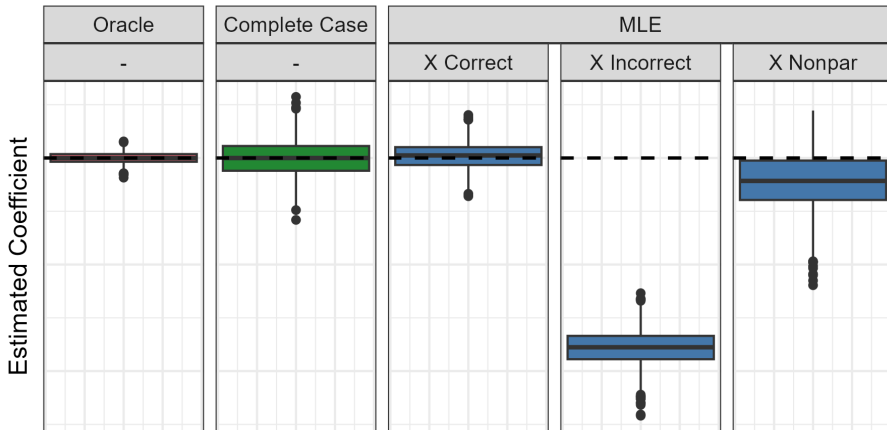 Oracle
Complete Case
MLE
-
-
X Correct
X Incorrect
X Nonpar
Estimated Coefficient